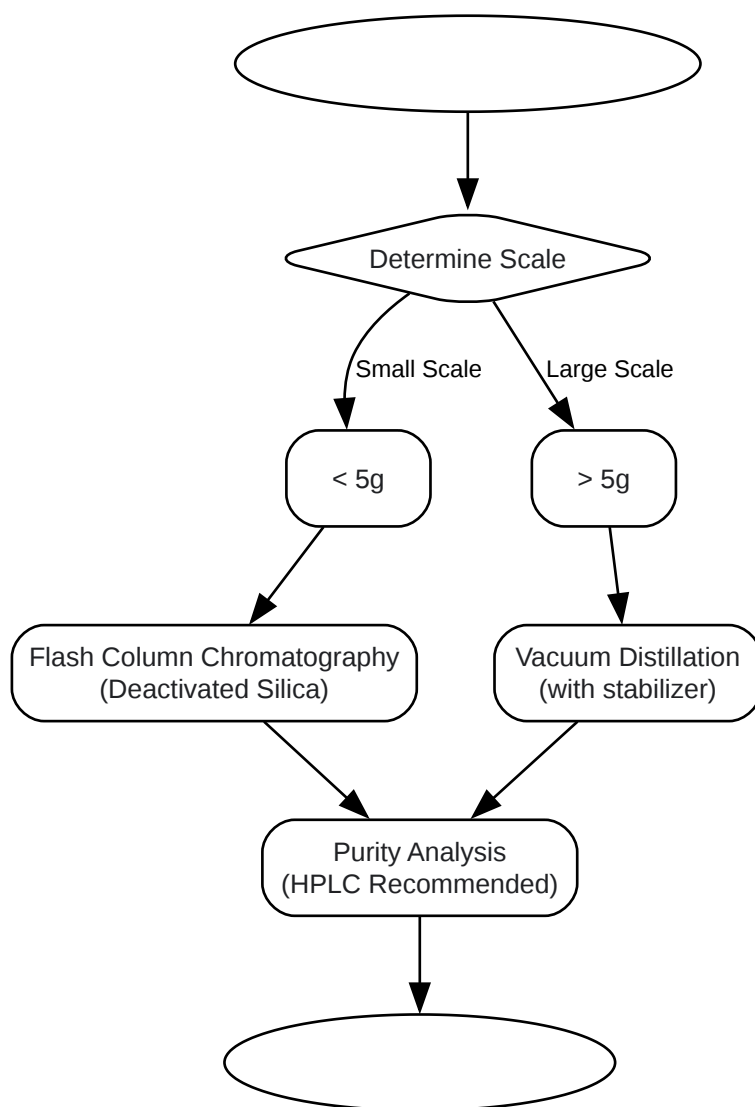 Determine Scale
Small Scale
Large Scale
< 5g
> 5g
Flash Column Chromatography
(Deactivated Silica)
Vacuum Distillation
(with stabilizer)
Purity Analysis
(HPLC Recommended)